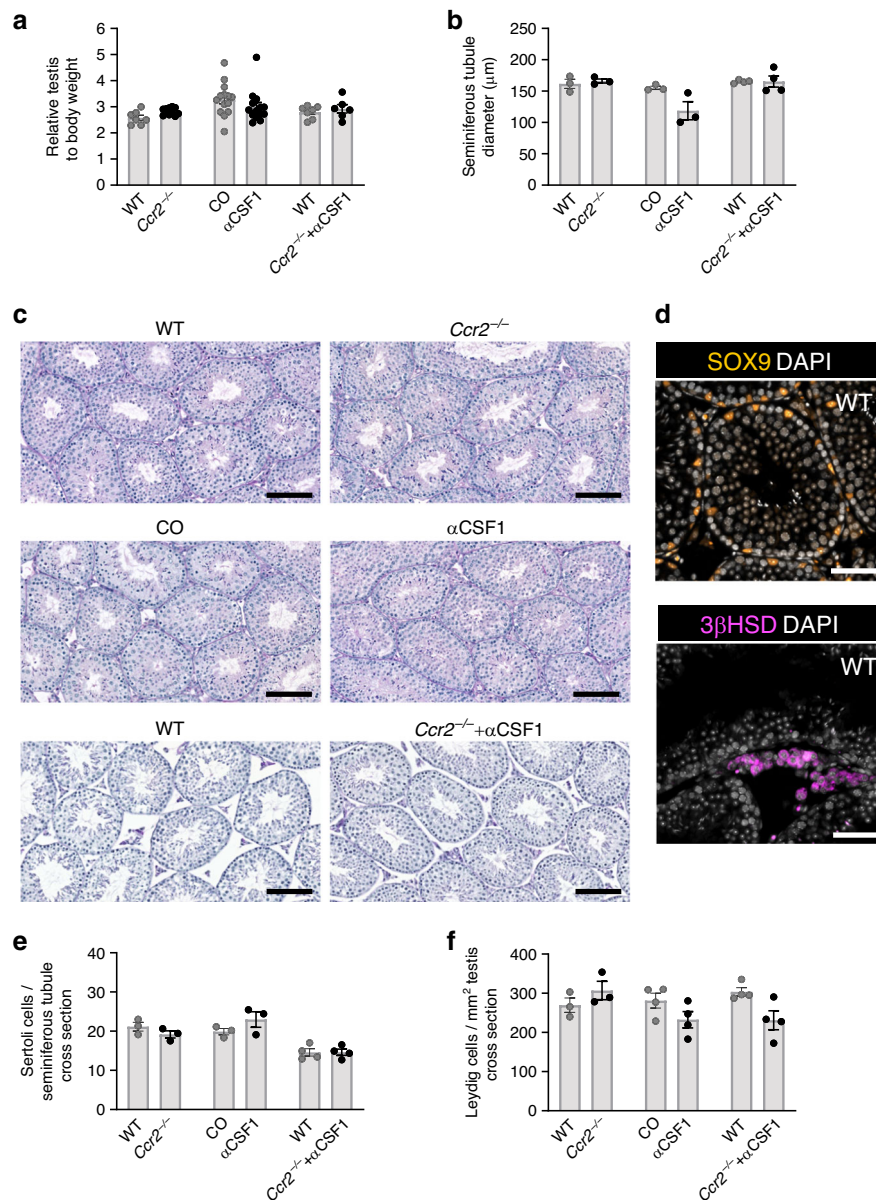 a
Relative testis
to body weight
6
5
4
3
2
1
0
WT
Ccr2⁻/⁻
CO
αCSF1
WT
Ccr2⁻/⁻+αCSF1
b
Seminiferous tubule
diameter (μm)
250
200
150
100
50
0
WT
Ccr2⁻/⁻
CO
αCSF1
WT
Ccr2⁻/⁻+αCSF1
c
WT
Ccr2⁻/⁻
CO
αCSF1
WT
Ccr2⁻/⁻+αCSF1
d
SOX9 DAPI
WT
3βHSD DAPI
WT
e
Sertoli cells /
seminiferous tubule
cross section
40
30
20
10
0
WT
Ccr2⁻/⁻
CO
αCSF1
WT
Ccr2⁻/⁻+αCSF1
f
Leydig cells / mm² testis
cross section
400
300
200
100
0
WT
Ccr2⁻/⁻
CO
αCSF1
WT
Ccr2⁻/⁻+αCSF1